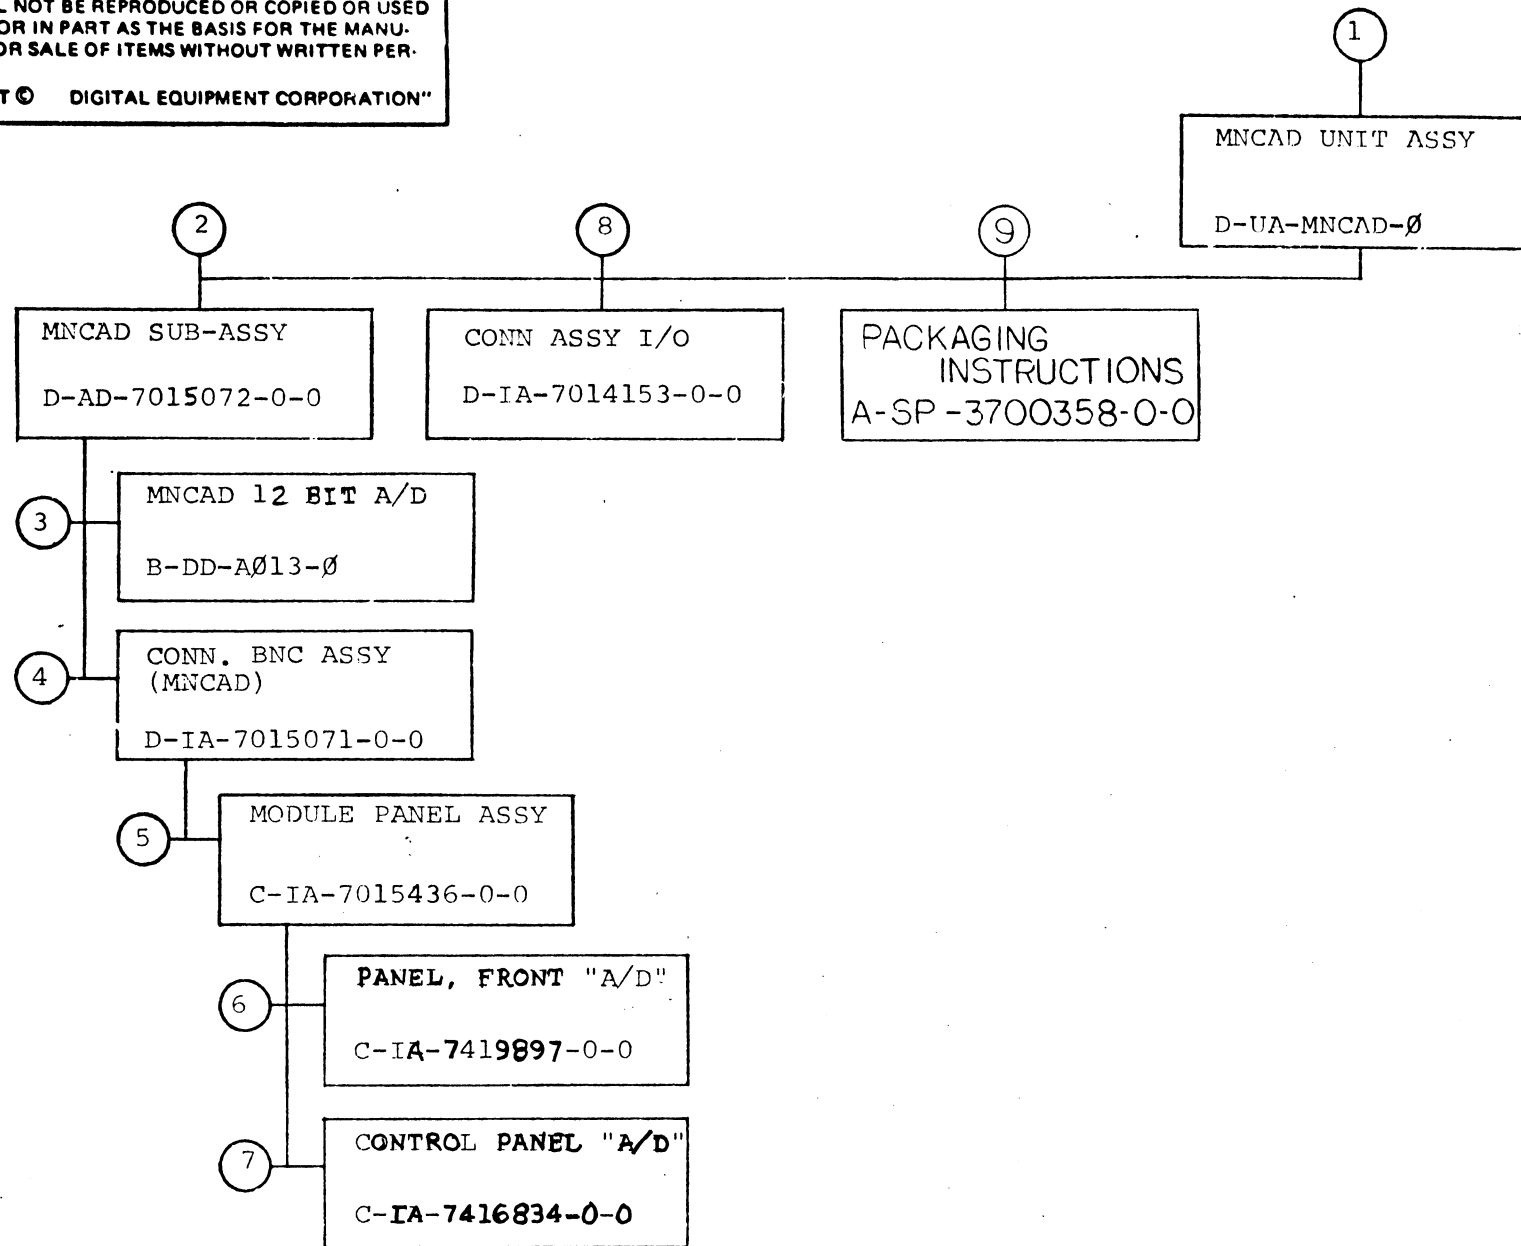 NOT BE REPRODUCED OR COPIED OR USED
OR IN PART AS THE BASIS FOR THE MANU-
OR SALE OF ITEMS WITHOUT WRITTEN PER-
© DIGITAL EQUIPMENT CORPORATION"
1
MNCAD UNIT ASSY
D-UA-MNCAD-Ø
2
8
9
MNCAD SUB-ASSY
D-AD-7015072-0-0
CONN ASSY I/O
D-IA-7014153-0-0
PACKAGING
INSTRUCTIONS
A-SP-3700358-0-0
3
MNCAD 12 BIT A/D
B-DD-AØ13-Ø
4
CONN. BNC ASSY
(MNCAD)
D-IA-7015071-0-0
5
MODULE PANEL ASSY
C-IA-7015436-0-0
6
PANEL, FRONT "A/D"
C-IA-7419897-0-0
7
CONTROL PANEL "A/D"
C-IA-7416834-0-0